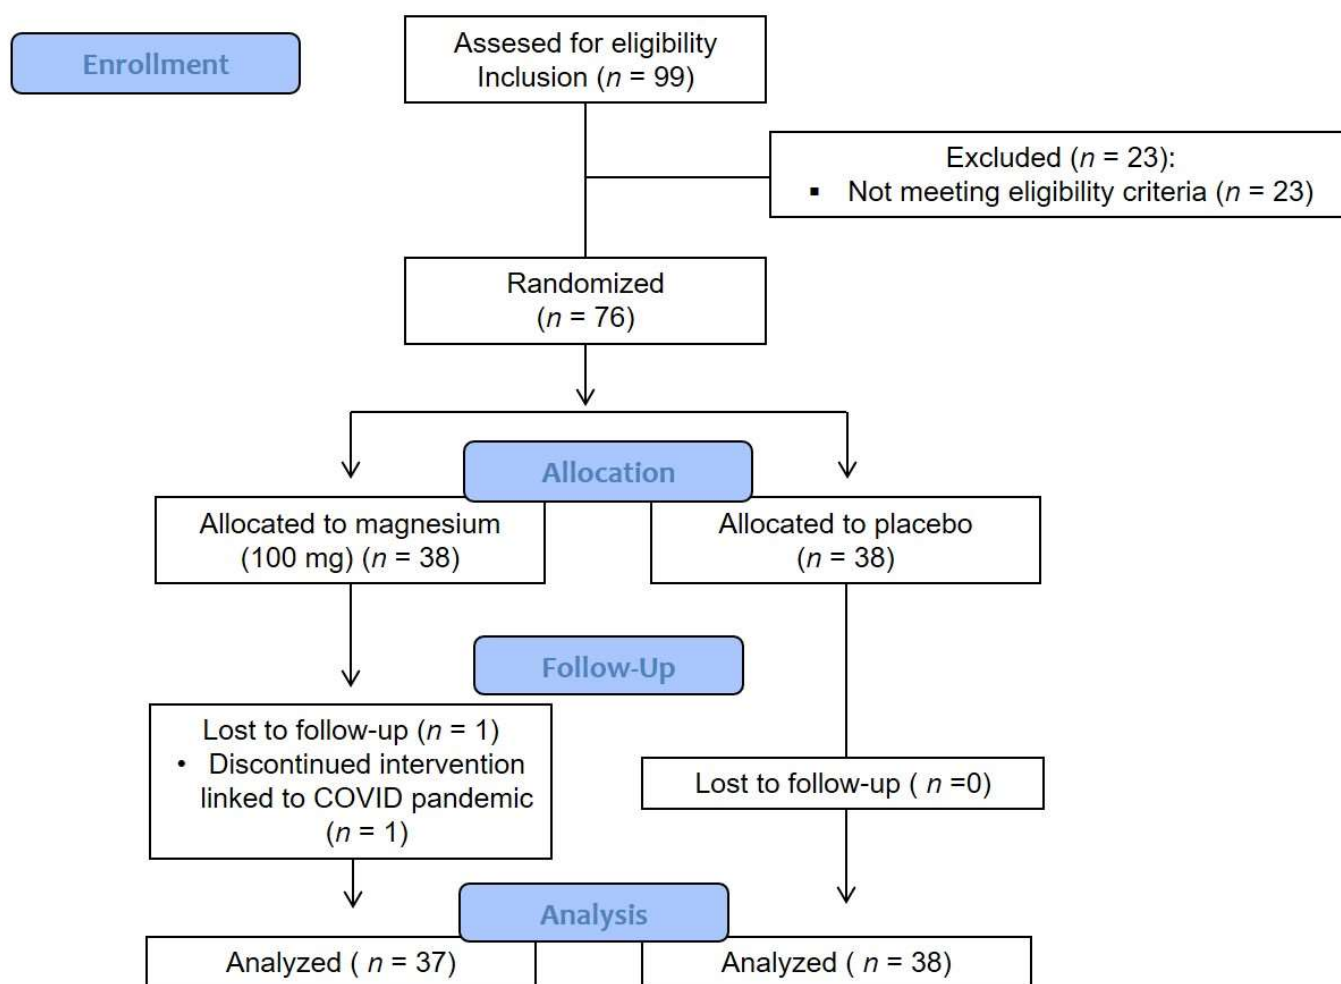 Enrollment
Assesed for eligibility
Inclusion (n = 99)
Excluded (n = 23):
▪ Not meeting eligibility criteria (n = 23)
Randomized
(n = 76)
Allocation
Allocated to magnesium
(100 mg) (n = 38)
Allocated to placebo
(n = 38)
Follow-Up
Lost to follow-up (n = 1)
• Discontinued intervention
linked to COVID pandemic
(n = 1)
Lost to follow-up ( n =0)
Analysis
Analyzed ( n = 37)
Analyzed ( n = 38)